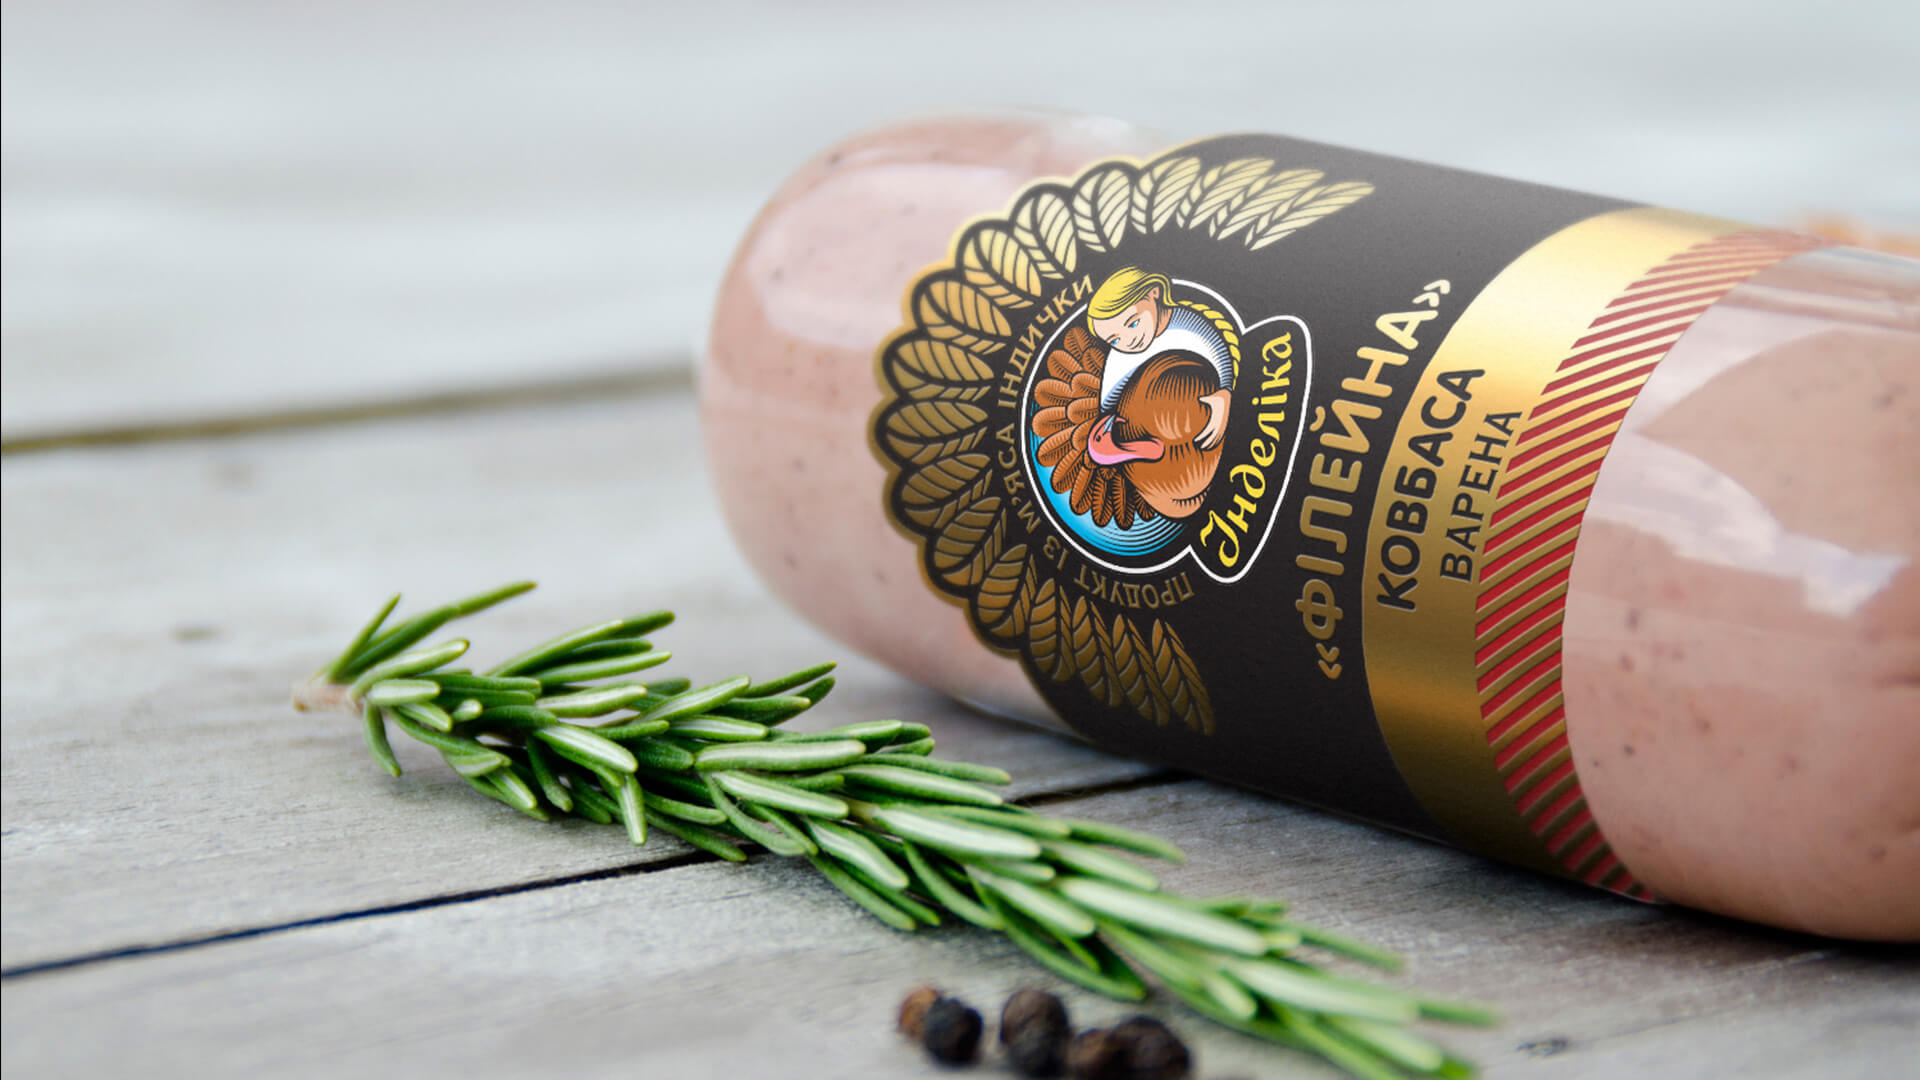 ПРОДУКТ ІЗ М'ЯСА ІНДИЧКИ
Інделіка
«ФІЛЕЙНА»
КОВБАСА
ВАРЕНА